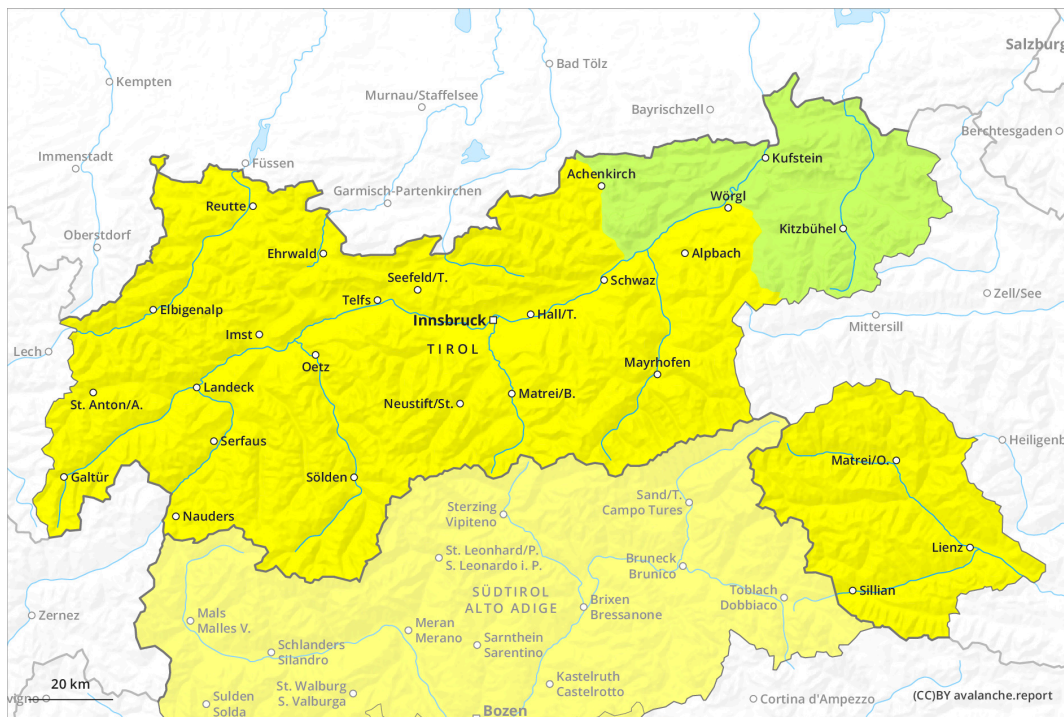 Salzburg
Kempten
Bad Tölz
Murnau/Staffelsee
Bayrischzell
Berchtesgaden
Immenstadt
Füssen
Kufstein
Garmisch-Partenkirchen
Achenkirch
Wörgl
Reutte
Oberstdorf
Kitzbühel
Ehrwald
Alpbach
Seefeld/T.
Schwaz
Telfs
Zell/See
Elbigenalp
Innsbruck
Hall/T.
Mittersill
Imst
TIROL
Lech
Oetz
Mayrhofen
Landeck
St. Anton/A.
Neustift/St.
Matrei/B.
Serfaus
Heiligenb
Matrei/O.
Galtür
Sölden
Sand/T.
Campo Tures
Sterzing
Vipiteno
Nauders
Lienz
St. Leonhard/P.
S. Leonardo i. P.
Bruneck
Brunico
SÜDTIROL
ALTO ADIGE
Toblach
Dobbiaco
Sillian
Brixen
Bressanone
Zernez
Mals
Malles V.
Meran
Merano
Sarnthein
Sarentino
Schlanders
Silandro
20 km
St. Walburg
S. Valburga
Kastelruth
Castelrotto
vigno
Sulden
Solda
Cortina d'Ampezzo
(CC)BY avalanche.report
Bozen